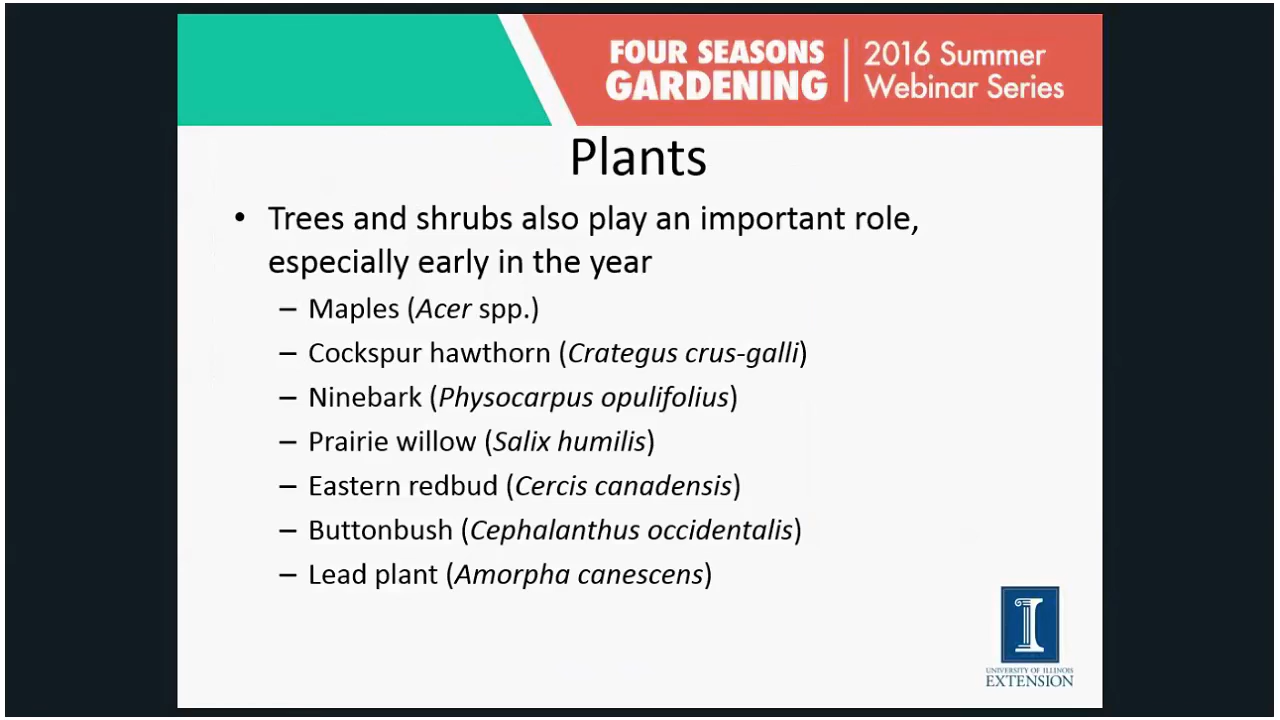 FOUR SEASONS
GARDENING
2016 Summer
Webinar Series
Plants
• Trees and shrubs also play an important role,
especially early in the year
– Maples (Acer spp.)
– Cockspur hawthorn (Crategus crus-galli)
– Ninebark (Physocarpus opulifolius)
– Prairie willow (Salix humilis)
– Eastern redbud (Cercis canadensis)
– Buttonbush (Cephalanthus occidentalis)
– Lead plant (Amorpha canescens)
I
UNIVERSITY OF ILLINOIS
EXTENSION